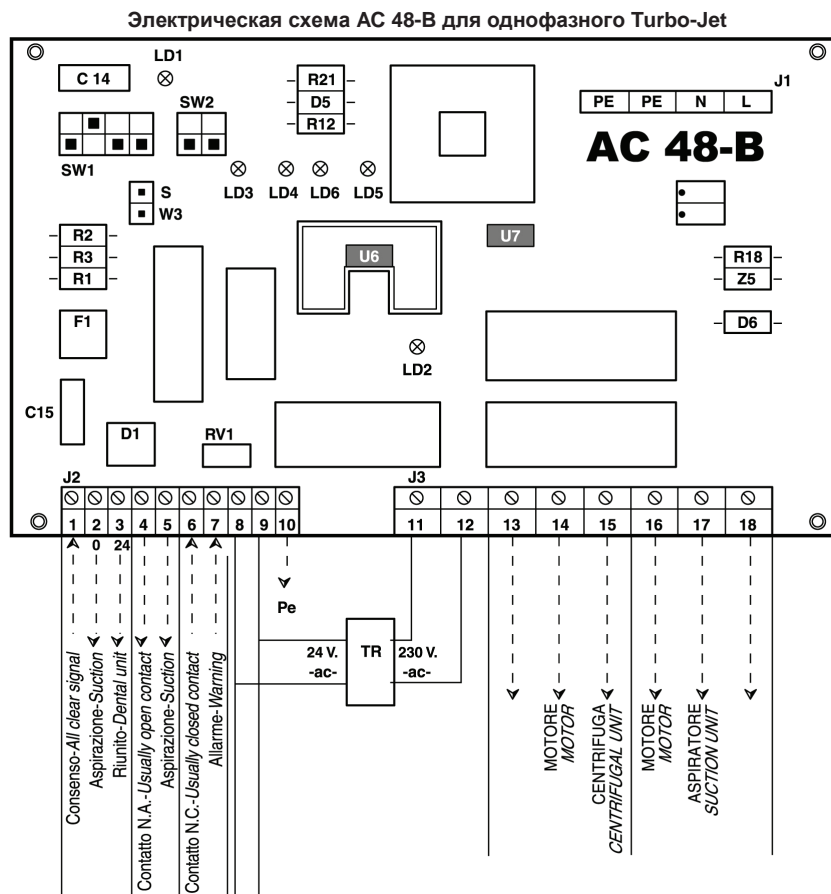 Электрическая схема AC 48-B для однофазного Turbo-Jet
LD1
C 14
R21
D5
R12
J1
PE PE N L
SW2
AC 48-B
SW1
LD3 LD4 LD6 LD5
S
W3
U7
R2
R3
R1
U6
R18
Z5
F1
D6
LD2
C15
D1
RV1
J2
J3
1 2 3 4 5 6 7 8 9 10
11 12 13 14 15 16 17 18
0 24
Pe
24 V.
-ac-
TR
230 V.
-ac-
Consenso-All clear signal
Aspirazione-Suction
Riunito-Dental unit
Contatto N.A.-Usually open contact
Aspirazione-Suction
Contatto N.C.-Usually closed contact
Allarme-Warning
MOTORE
MOTOR
CENTRIFUGA
CENTRIFUGAL UNIT
MOTORE
MOTOR
ASPIRATORE
SUCTION UNIT